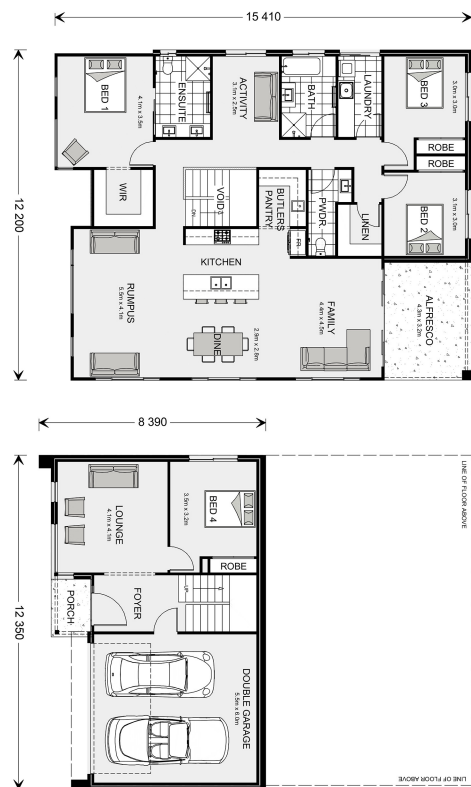 15 410
12 200
BED 1
4.1m x 3.5m
ENSUITE
ACTIVITY
3.1m x 2.5m
BATH
LAUNDRY
BED 3
3.0m x 3.0m
ROBE
ROBE
WIR
VOID
DN
BUTLERS
PANTRY
PWDR.
LINEN
BED 2
3.1m x 3.0m
KITCHEN
FR
RUMPUS
5.5m x 4.1m
DINE
2.9m x 2.8m
FAMILY
4.4m x 4.5m
ALFRESCO
4.3m x 3.2m
8 390
12 350
LOUNGE
4.1m x 4.1m
BED 4
3.5m x 3.2m
ROBE
LINE OF FLOOR ABOVE
PORCH
FOYER
UP
DOUBLE GARAGE
5.5m x 6.0m
LINE OF FLOOR ABOVE